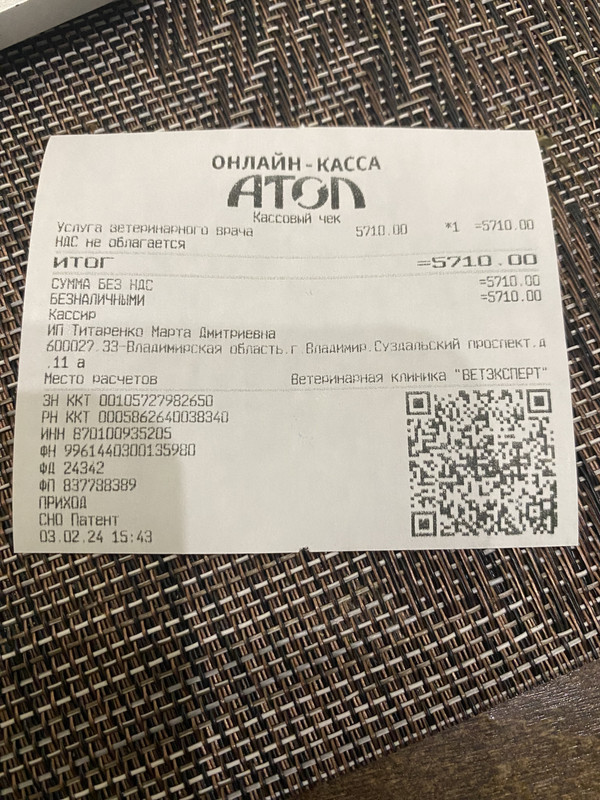 ОНЛАЙН-КАССА
АТОЛ
Кассовый чек
Услуга ветеринарного врача 5710.00 *1 =5710.00
НДС не облагается
ИТОГ =5710.00
СУММА БЕЗ НДС =5710.00
БЕЗНАЛИЧНЫМИ =5710.00
Кассир
ИП Титаренко Марта Дмитриевна
600027.33-Владимирская область.г Владимир.Суздальский проспект.д
.11 а
Место расчетов Ветеринарная клиника "ВЕТЭКСПЕРТ"
ЗН ККТ 00105727982650
РН ККТ 0005862640038340
ИНН 870100935205
ФН 9961440300135980
ФД 24342
ФП 837788389
ПРИХОД
СНО Патент
03.02.24 15:43